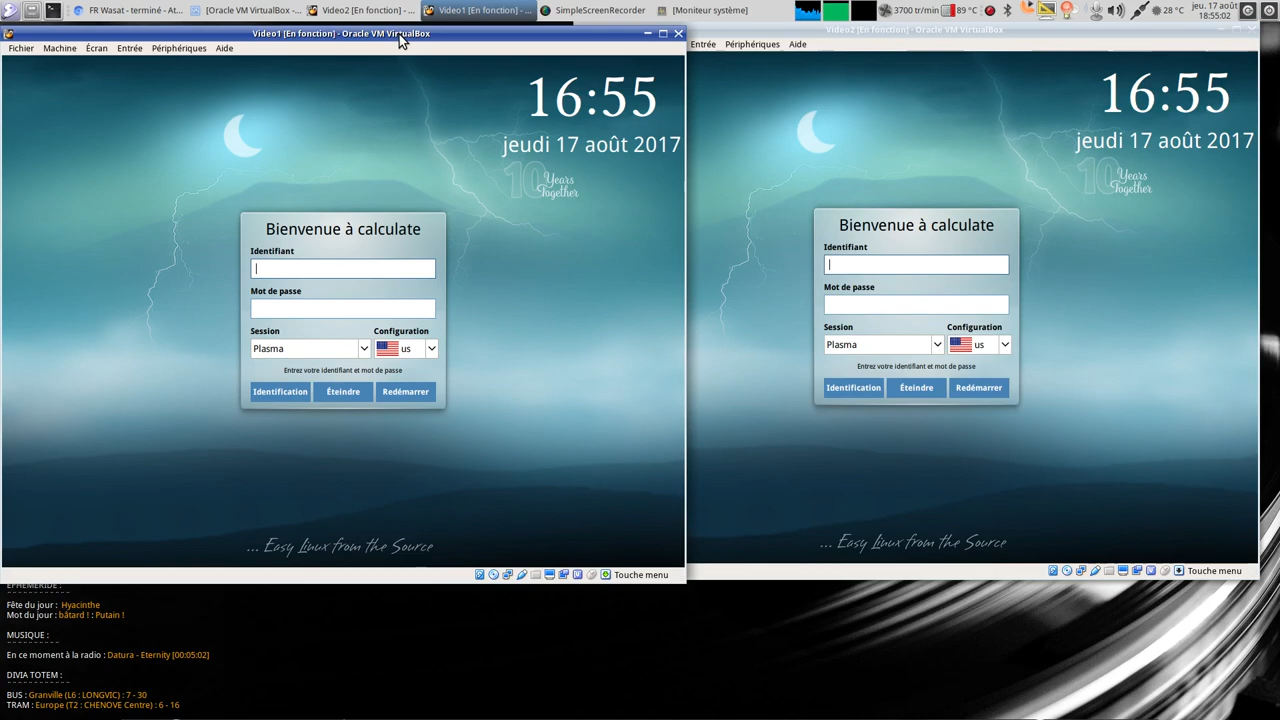 FR Wasat - terminé - At...
[Oracle VM VirtualBox -...
Video2 [En fonction] - ...
Video1 [En fonction] - ...
SimpleScreenRecorder
[Moniteur système]
3700 tr/min
89 °C
28 °C
jeu. 17 août
18:55:02
Video1 [En fonction] - Oracle VM VirtualBox
Fichier Machine Écran Entrée Périphériques Aide
16:55
jeudi 17 août 2017
10 Years
Together
Bienvenue à calculate
Identifiant
Mot de passe
Session Configuration
Plasma us
Entrez votre identifiant et mot de passe
Identification Éteindre Redémarrer
... Easy Linux from the Source
Touche menu
Video2 [En fonction] - Oracle VM VirtualBox
Entrée Périphériques Aide
16:55
jeudi 17 août 2017
10 Years
Together
Bienvenue à calculate
Identifiant
Mot de passe
Session Configuration
Plasma us
Entrez votre identifiant et mot de passe
Identification Éteindre Redémarrer
... Easy Linux from the Source
Touche menu
EPHEMERIDE :
Fête du jour : Hyacinthe
Mot du jour : bâtard ! : Putain !
MUSIQUE :
En ce moment à la radio : Datura - Eternity [00:05:02]
DIVIA TOTEM :
BUS : Granville (L6 : LONGVIC) : 7 - 30
TRAM : Europe (T2 : CHENOVE Centre) : 6 - 16